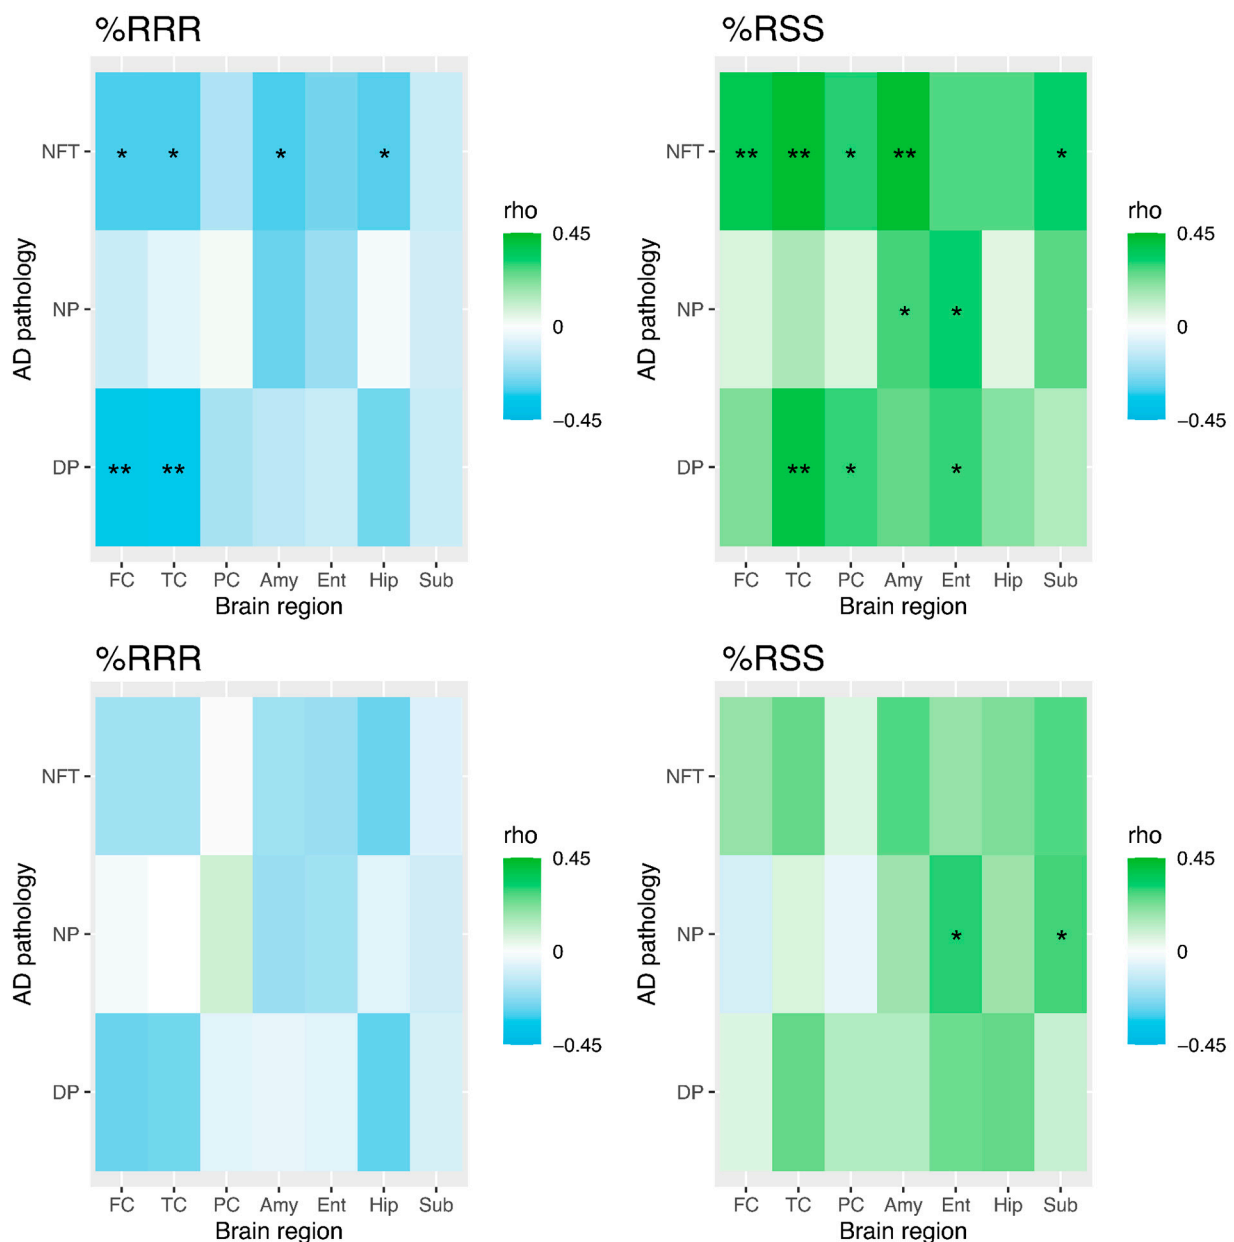 %RRR
NFT
* * * *
NP
DP
** **
AD pathology
FC TC PC Amy Ent Hip Sub
Brain region
rho
0.45
0
−0.45
%RSS
NFT
** ** * ** *
NP
* *
DP
** * *
AD pathology
FC TC PC Amy Ent Hip Sub
Brain region
rho
0.45
0
−0.45
%RRR
NFT
NP
DP
AD pathology
FC TC PC Amy Ent Hip Sub
Brain region
rho
0.45
0
−0.45
%RSS
NFT
NP
* *
DP
AD pathology
FC TC PC Amy Ent Hip Sub
Brain region
rho
0.45
0
−0.45